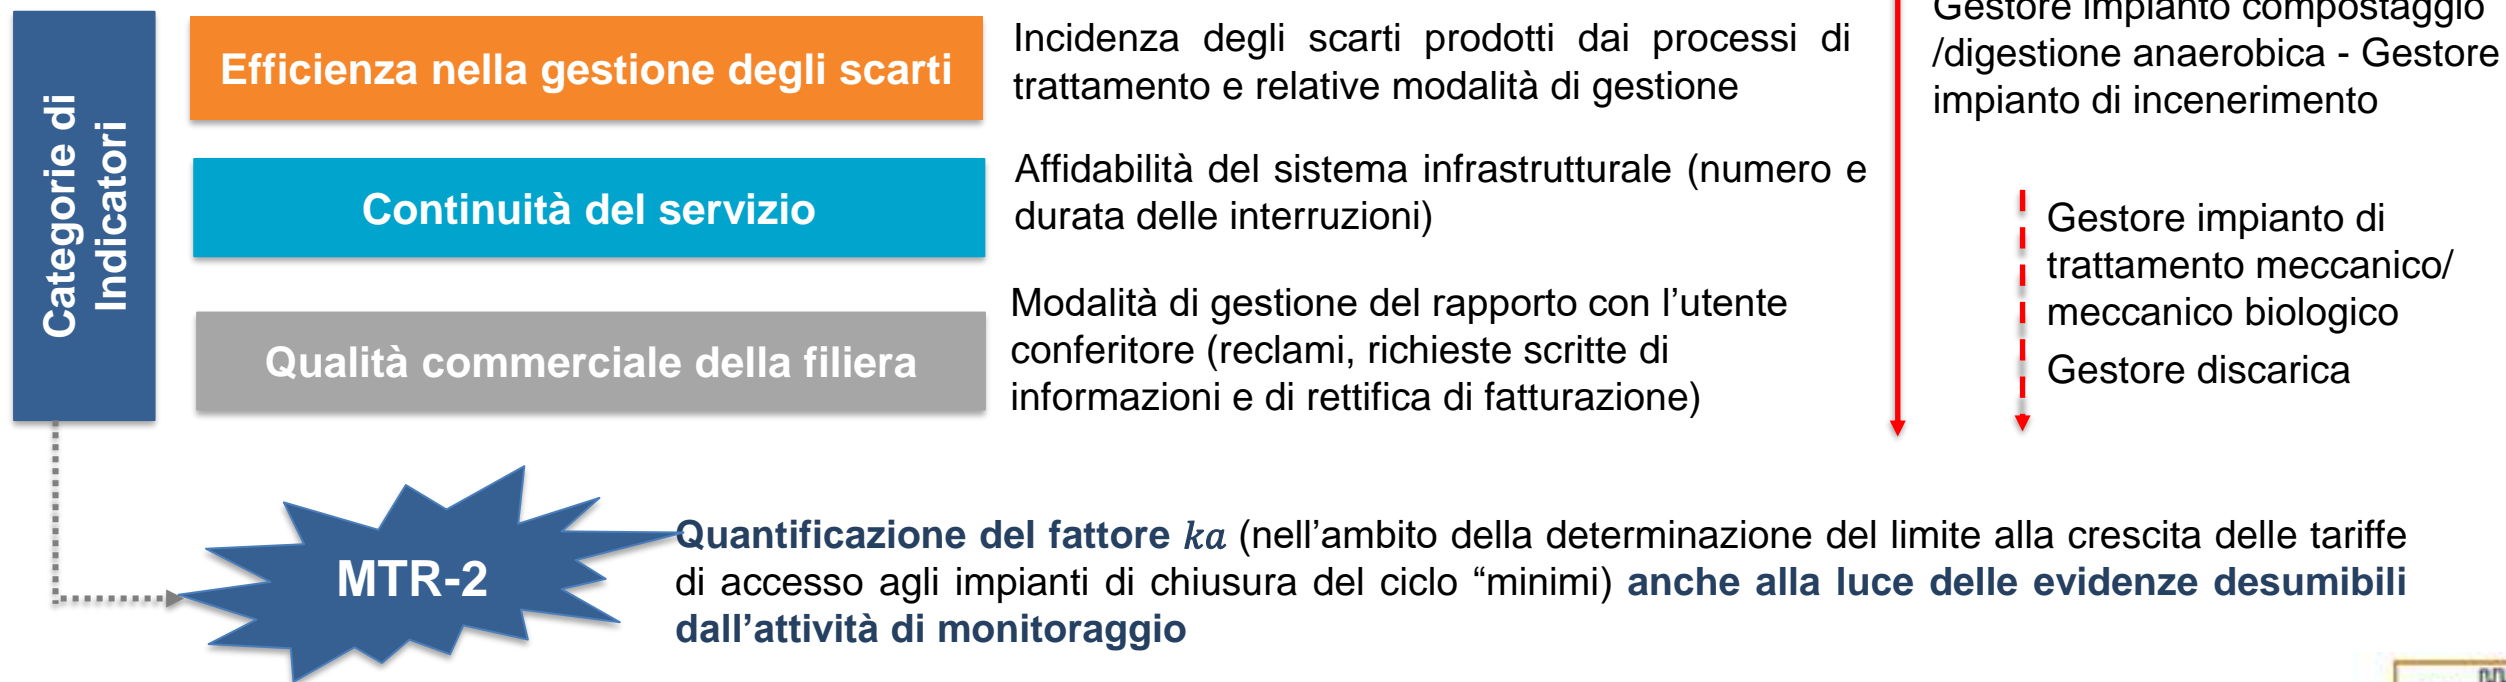 Categorie di
Indicatori
Efficienza nella gestione degli scarti
Incidenza degli scarti prodotti dai processi di
trattamento e relative modalità di gestione
Continuità del servizio
Affidabilità del sistema infrastrutturale (numero e
durata delle interruzioni)
Qualità commerciale della filiera
Modalità di gestione del rapporto con l’utente
conferitore (reclami, richieste scritte di
informazioni e di rettifica di fatturazione)
Gestore impianto compostaggio
/digestione anaerobica - Gestore
impianto di incenerimento
Gestore impianto di
trattamento meccanico/
meccanico biologico
Gestore discarica
MTR-2
Quantificazione del fattore ka (nell’ambito della determinazione del limite alla crescita delle tariffe
di accesso agli impianti di chiusura del ciclo “minimi) anche alla luce delle evidenze desumibili
dall’attività di monitoraggio